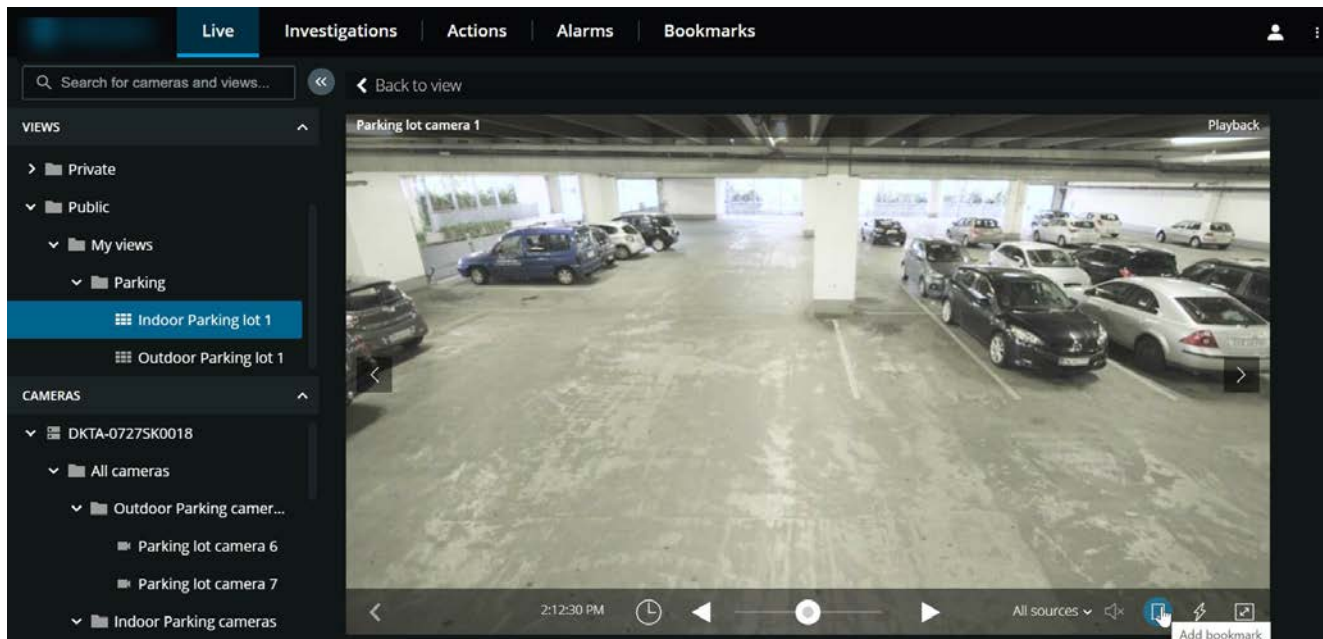 Live
Investigations
Actions
Alarms
Bookmarks
Search for cameras and views...
Back to view
VIEWS
Parking lot camera 1
Playback
Private
Public
My views
Parking
Indoor Parking lot 1
Outdoor Parking lot 1
CAMERAS
DKTA-0727SK0018
All cameras
Outdoor Parking camer...
Parking lot camera 6
Parking lot camera 7
Indoor Parking cameras
2:12:30 PM
All sources
Add bookmark